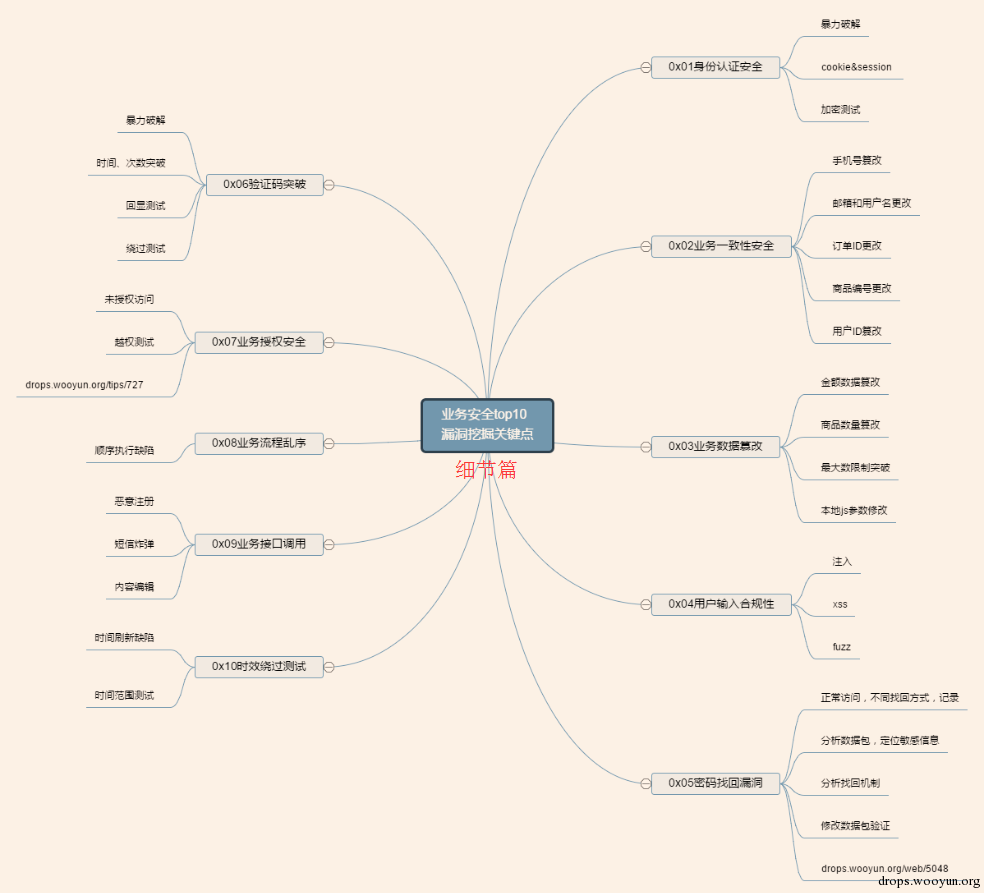 业务安全top10
漏洞挖掘关键点
细节篇
0x01身份认证安全
暴力破解
cookie&session
加密测试
0x02业务一致性安全
手机号篡改
邮箱和用户名更改
订单ID更改
商品编号更改
用户ID篡改
0x03业务数据篡改
金额数据篡改
商品数量篡改
最大数限制突破
本地js参数修改
0x04用户输入合规性
注入
xss
fuzz
0x05密码找回漏洞
正常访问，不同找回方式，记录
分析数据包，定位敏感信息
分析找回机制
修改数据包验证
drops.wooyun.org/web/5048
0x06验证码突破
暴力破解
时间、次数突破
回显测试
绕过测试
0x07业务授权安全
未授权访问
越权测试
drops.wooyun.org/tips/727
0x08业务流程乱序
顺序执行缺陷
0x09业务接口调用
恶意注册
短信炸弹
内容编辑
0x10时效绕过测试
时间刷新缺陷
时间范围测试
drops.wooyun.org